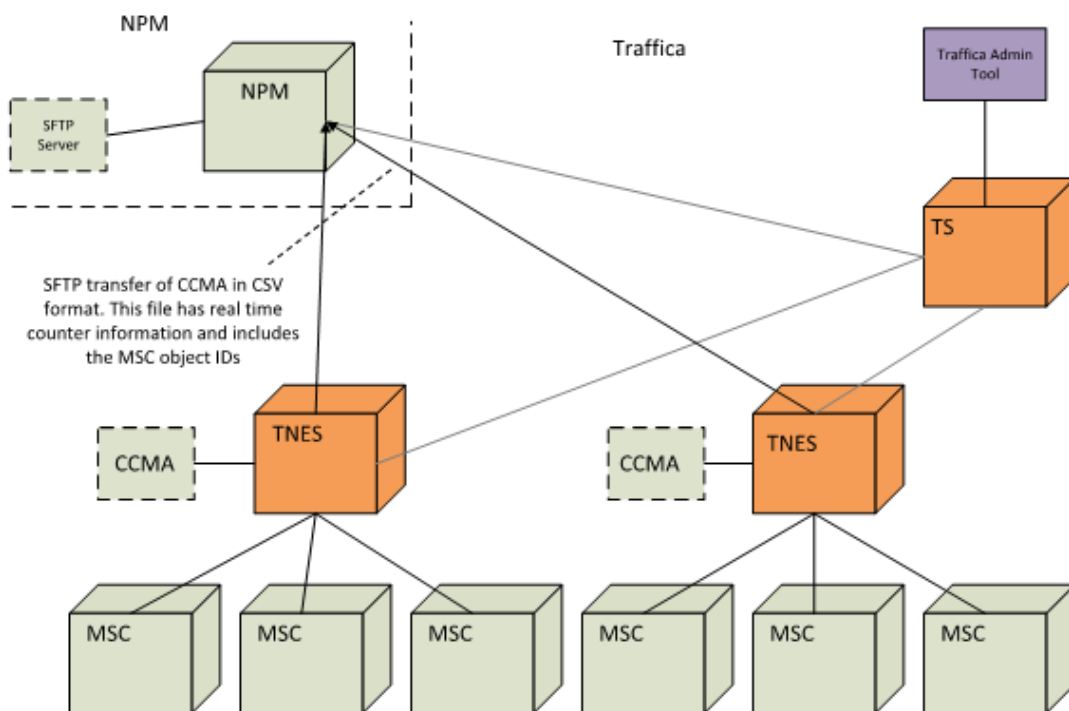 NPM
Traffica
Traffica Admin
Tool
NPM
SFTP
Server
TS
SFTP transfer of CCMA in CSV
format. This file has real time
counter information and includes
the MSC object IDs
TNES
CCMA
TNES
CCMA
MSC
MSC
MSC
MSC
MSC
MSC